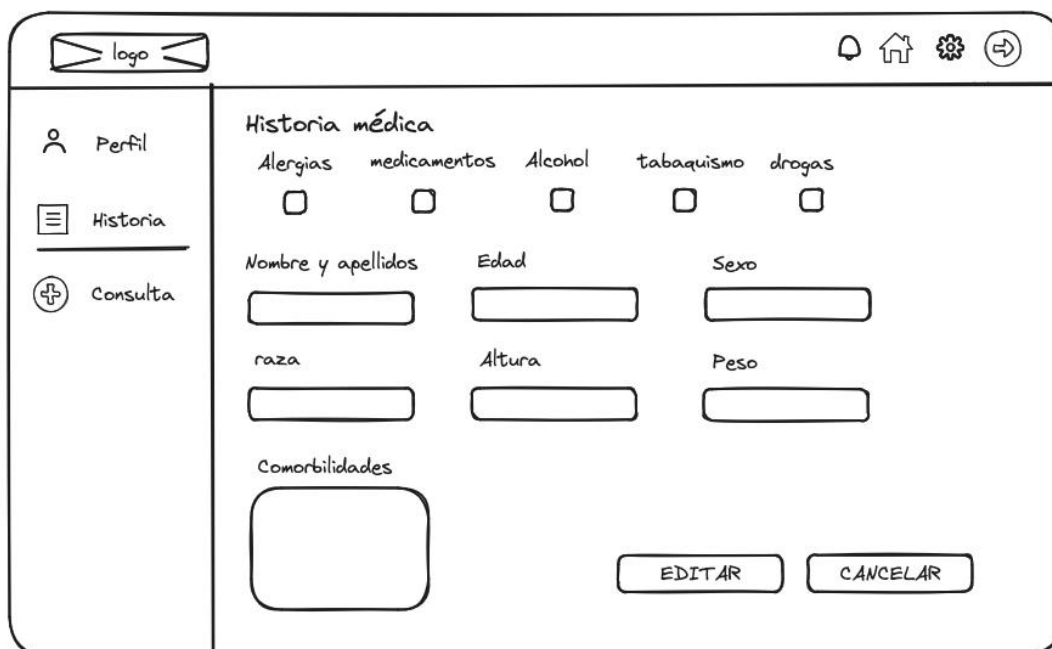 logo
Perfil
Historia
Consulta
Historia médica
Alergias medicamentos Alcohol tabaquismo drogas
Nombre y apellidos Edad Sexo
raza Altura Peso
Comorbilidades
EDITAR CANCELAR